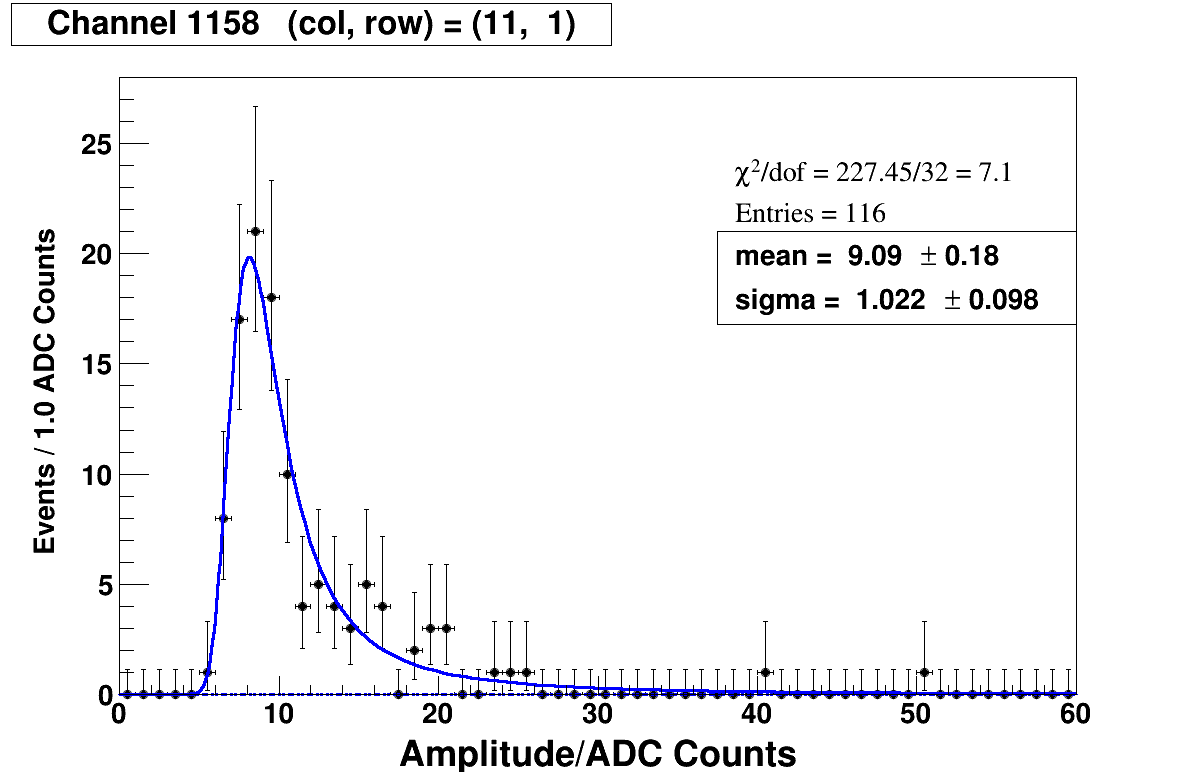 Channel 1158 (col, row) = (11, 1)
χ²/dof = 227.45/32 = 7.1
Entries = 116
mean = 9.09 ± 0.18
sigma = 1.022 ± 0.098
Events / 1.0 ADC Counts
25
20
15
10
5
0
0 10 20 30 40 50 60
Amplitude/ADC Counts